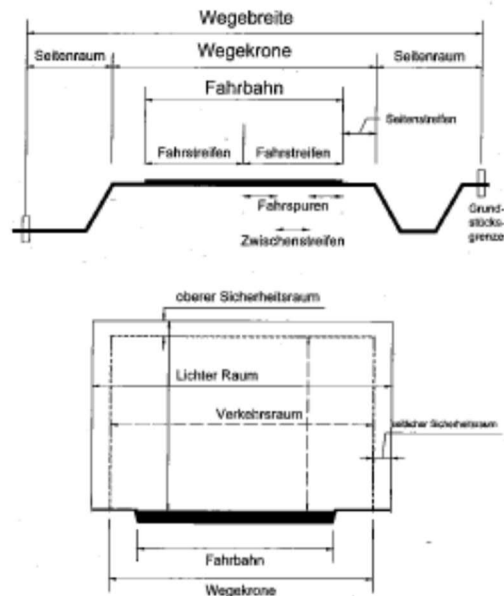 Wegebreite
Seitenraum
Wegekrone
Seitenraum
Fahrbahn
Seitenstreifen
Fahrstreifen
Fahrstreifen
Fahrspuren
Zwischenstreifen
Grund-
stücks-
grenze
oberer Sicherheitsraum
Lichter Raum
Verkehrsraum
seitlicher Sicherheitsraum
Fahrbahn
Wegekrone